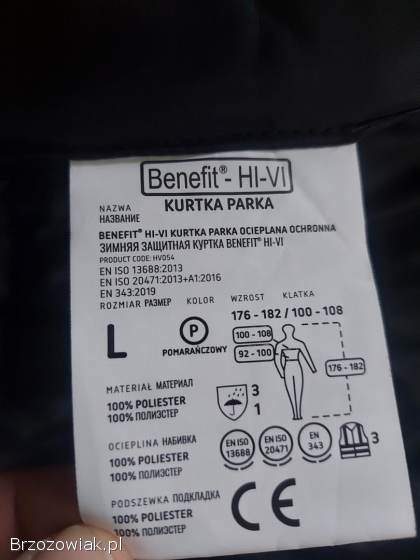 Benefit® - HI-VI
NAZWA
НАЗВАНИЕ
KURTKA PARKA
BENEFIT® HI-VI KURTKA PARKA OCIEPLANA OCHRONNA
ЗИМНЯЯ ЗАЩИТНАЯ КУРТКА BENEFIT® HI-VI
PRODUCT CODE: HV054
EN ISO 13688:2013
EN ISO 20471:2013+A1:2016
EN 343:2019
ROZMIAR РАЗМЕР KOLOR WZROST KLATKA
176 - 182 / 100 - 108
L
P
POMARAŃCZOWY
100 - 108
92 - 100
176 - 182
MATERIAŁ МАТЕРИАЛ
100% POLIESTER
100% ПОЛИЭСТЕР
3
1
OCIEPLINA НАБИВКА
100% POLIESTER
100% ПОЛИЭСТЕР
EN ISO 13688
EN ISO 20471
EN 343
3
PODSZEWKA ПОДКЛАДКА
100% POLIESTER
100% ПОЛИЭСТЕР
CE
Brzozowiak.pl